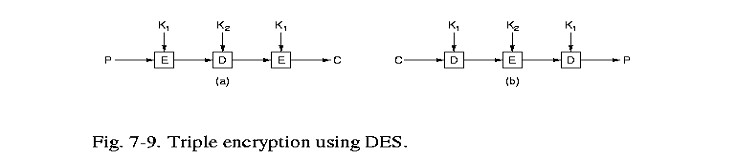 K1 K2 K1 K1 K2 K1
P E D E C C D E D P
(a) (b)
Fig. 7-9. Triple encryption using DES.